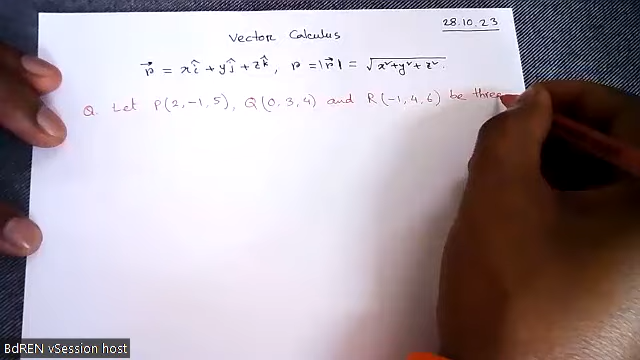 28.10.23
Vector Calculus
r⃗ = xî + yĵ + zk̂, r = |r⃗| = √x²+y²+z².
Q. Let P(2,-1,5), Q(0,3,4) and R(-1,4,6) be three
BdREN vSession host